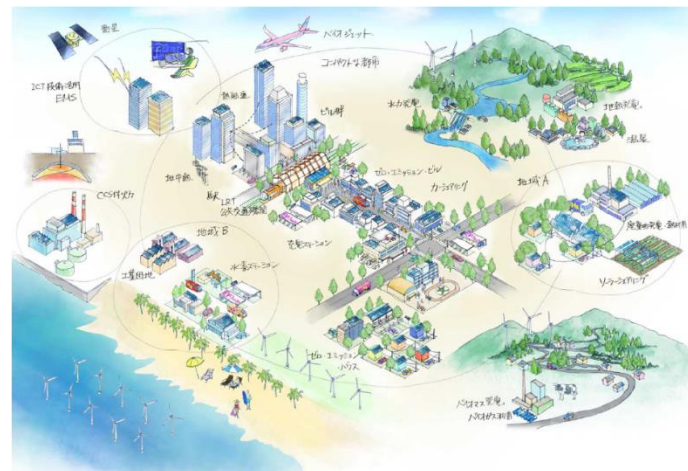 衛星
バイオジェット
ICT技術活用
EMS
コンパクトな都市
熱融通
ビル群
水力発電
地熱発電
温泉
CCS付火力
地中熱
駅
LRT
公共交通機関
ゼロ・エミッション・ビル
カーシェアリング
地域A
廃棄物発電・熱利用
ソーラーシェアリング
充電ステーション
地域B
工業団地
水素ステーション
ゼロ・エミッション
ハウス
バイオマス発電、
バイオガス利用